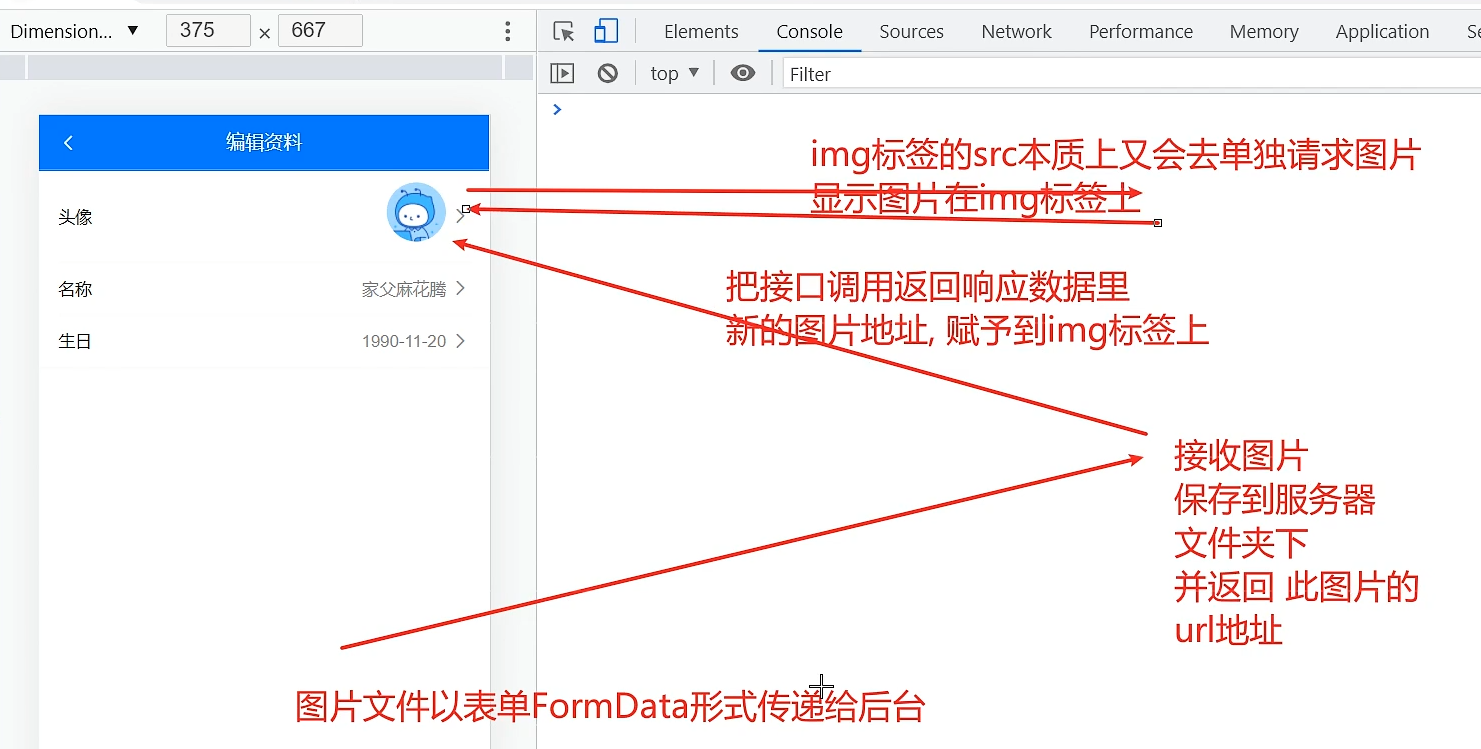 Dimension... ▼ 375 × 667
Elements Console Sources Network Performance Memory Application Se
top ▼ Filter
编辑资料
头像
名称 家父麻花腾
生日 1990-11-20
img标签的src本质上又会去单独请求图片
显示图片在img标签上
把接口调用返回响应数据里
新的图片地址, 赋予到img标签上
接收图片
保存到服务器
文件夹下
并返回 此图片的
url地址
图片文件以表单FormData形式传递给后台